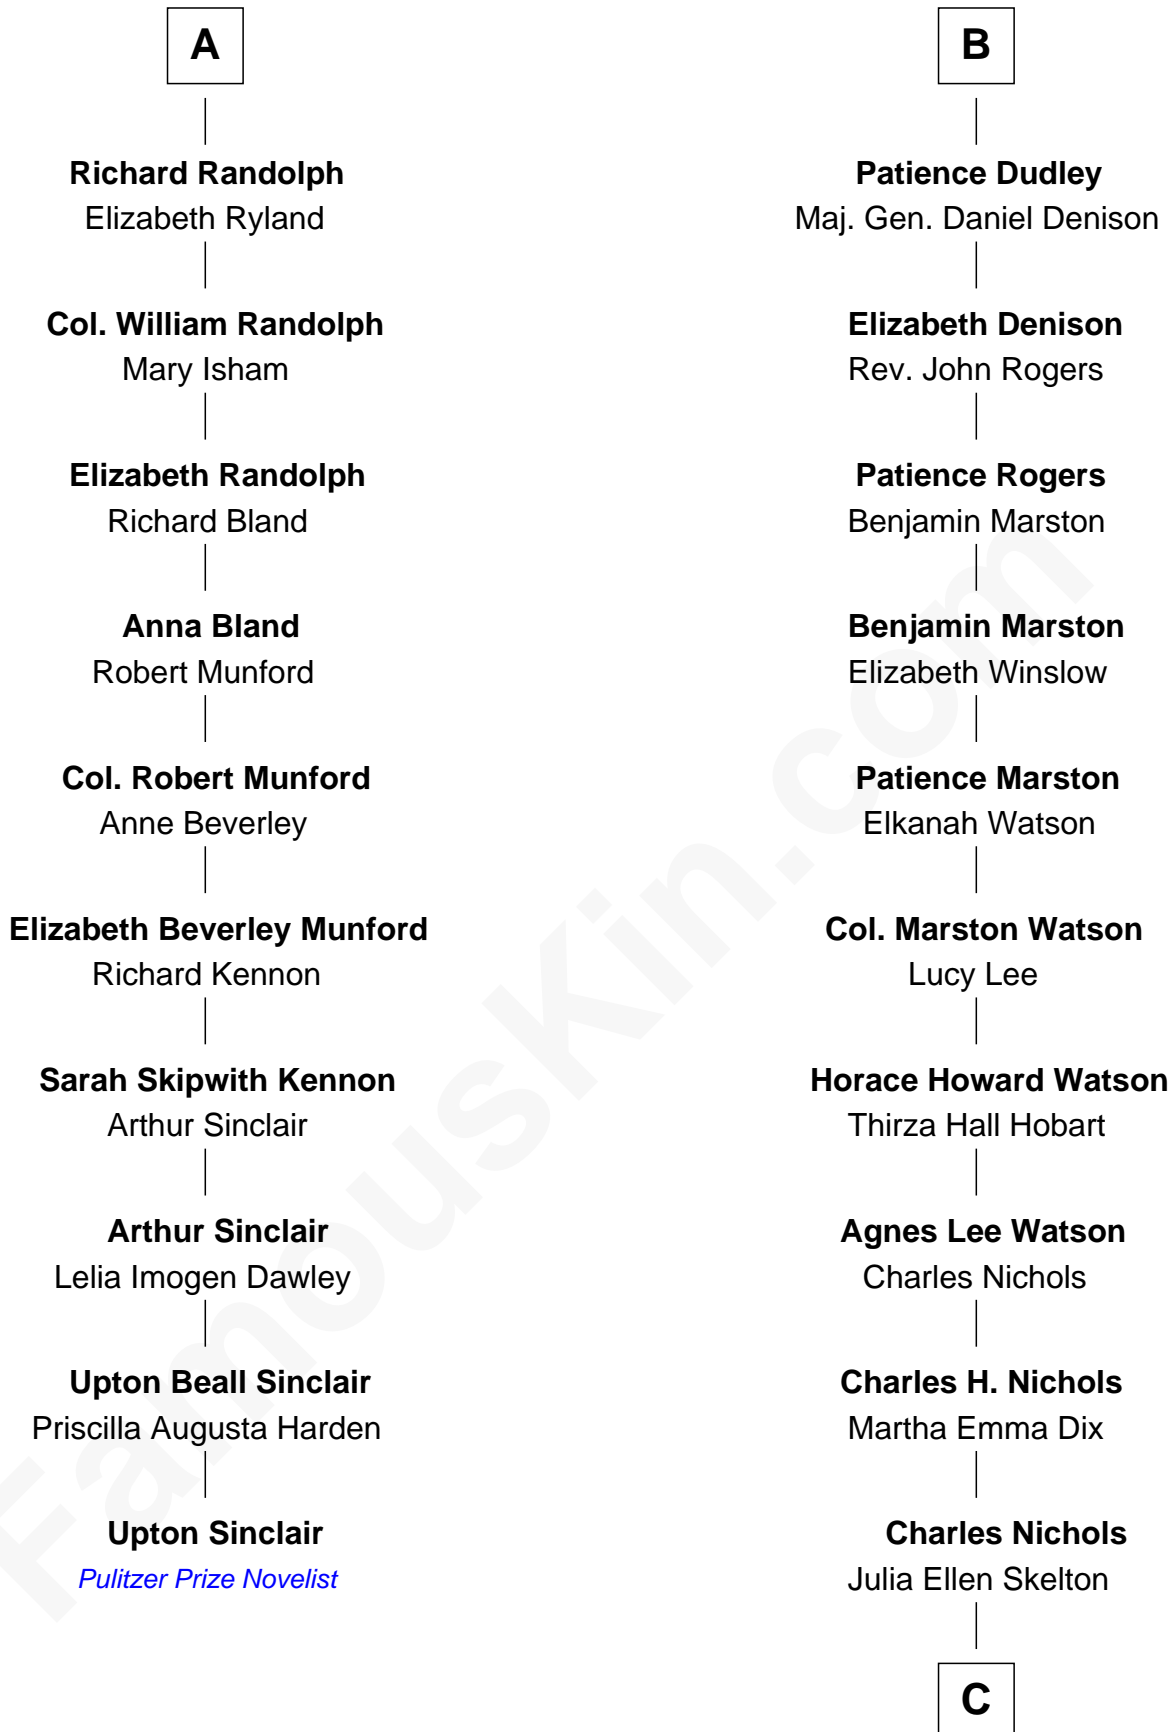 A
Richard Randolph
Elizabeth Ryland
Col. William Randolph
Mary Isham
Elizabeth Randolph
Richard Bland
Anna Bland
Robert Munford
Col. Robert Munford
Anne Beverley
Elizabeth Beverley Munford
Richard Kennon
Sarah Skipwith Kennon
Arthur Sinclair
Arthur Sinclair
Lelia Imogen Dawley
Upton Beall Sinclair
Priscilla Augusta Harden
Upton Sinclair
Pulitzer Prize Novelist
B
Patience Dudley
Maj. Gen. Daniel Denison
Elizabeth Denison
Rev. John Rogers
Patience Rogers
Benjamin Marston
Benjamin Marston
Elizabeth Winslow
Patience Marston
Elkanah Watson
Col. Marston Watson
Lucy Lee
Horace Howard Watson
Thirza Hall Hobart
Agnes Lee Watson
Charles Nichols
Charles H. Nichols
Martha Emma Dix
Charles Nichols
Julia Ellen Skelton
C
FamousKin.com